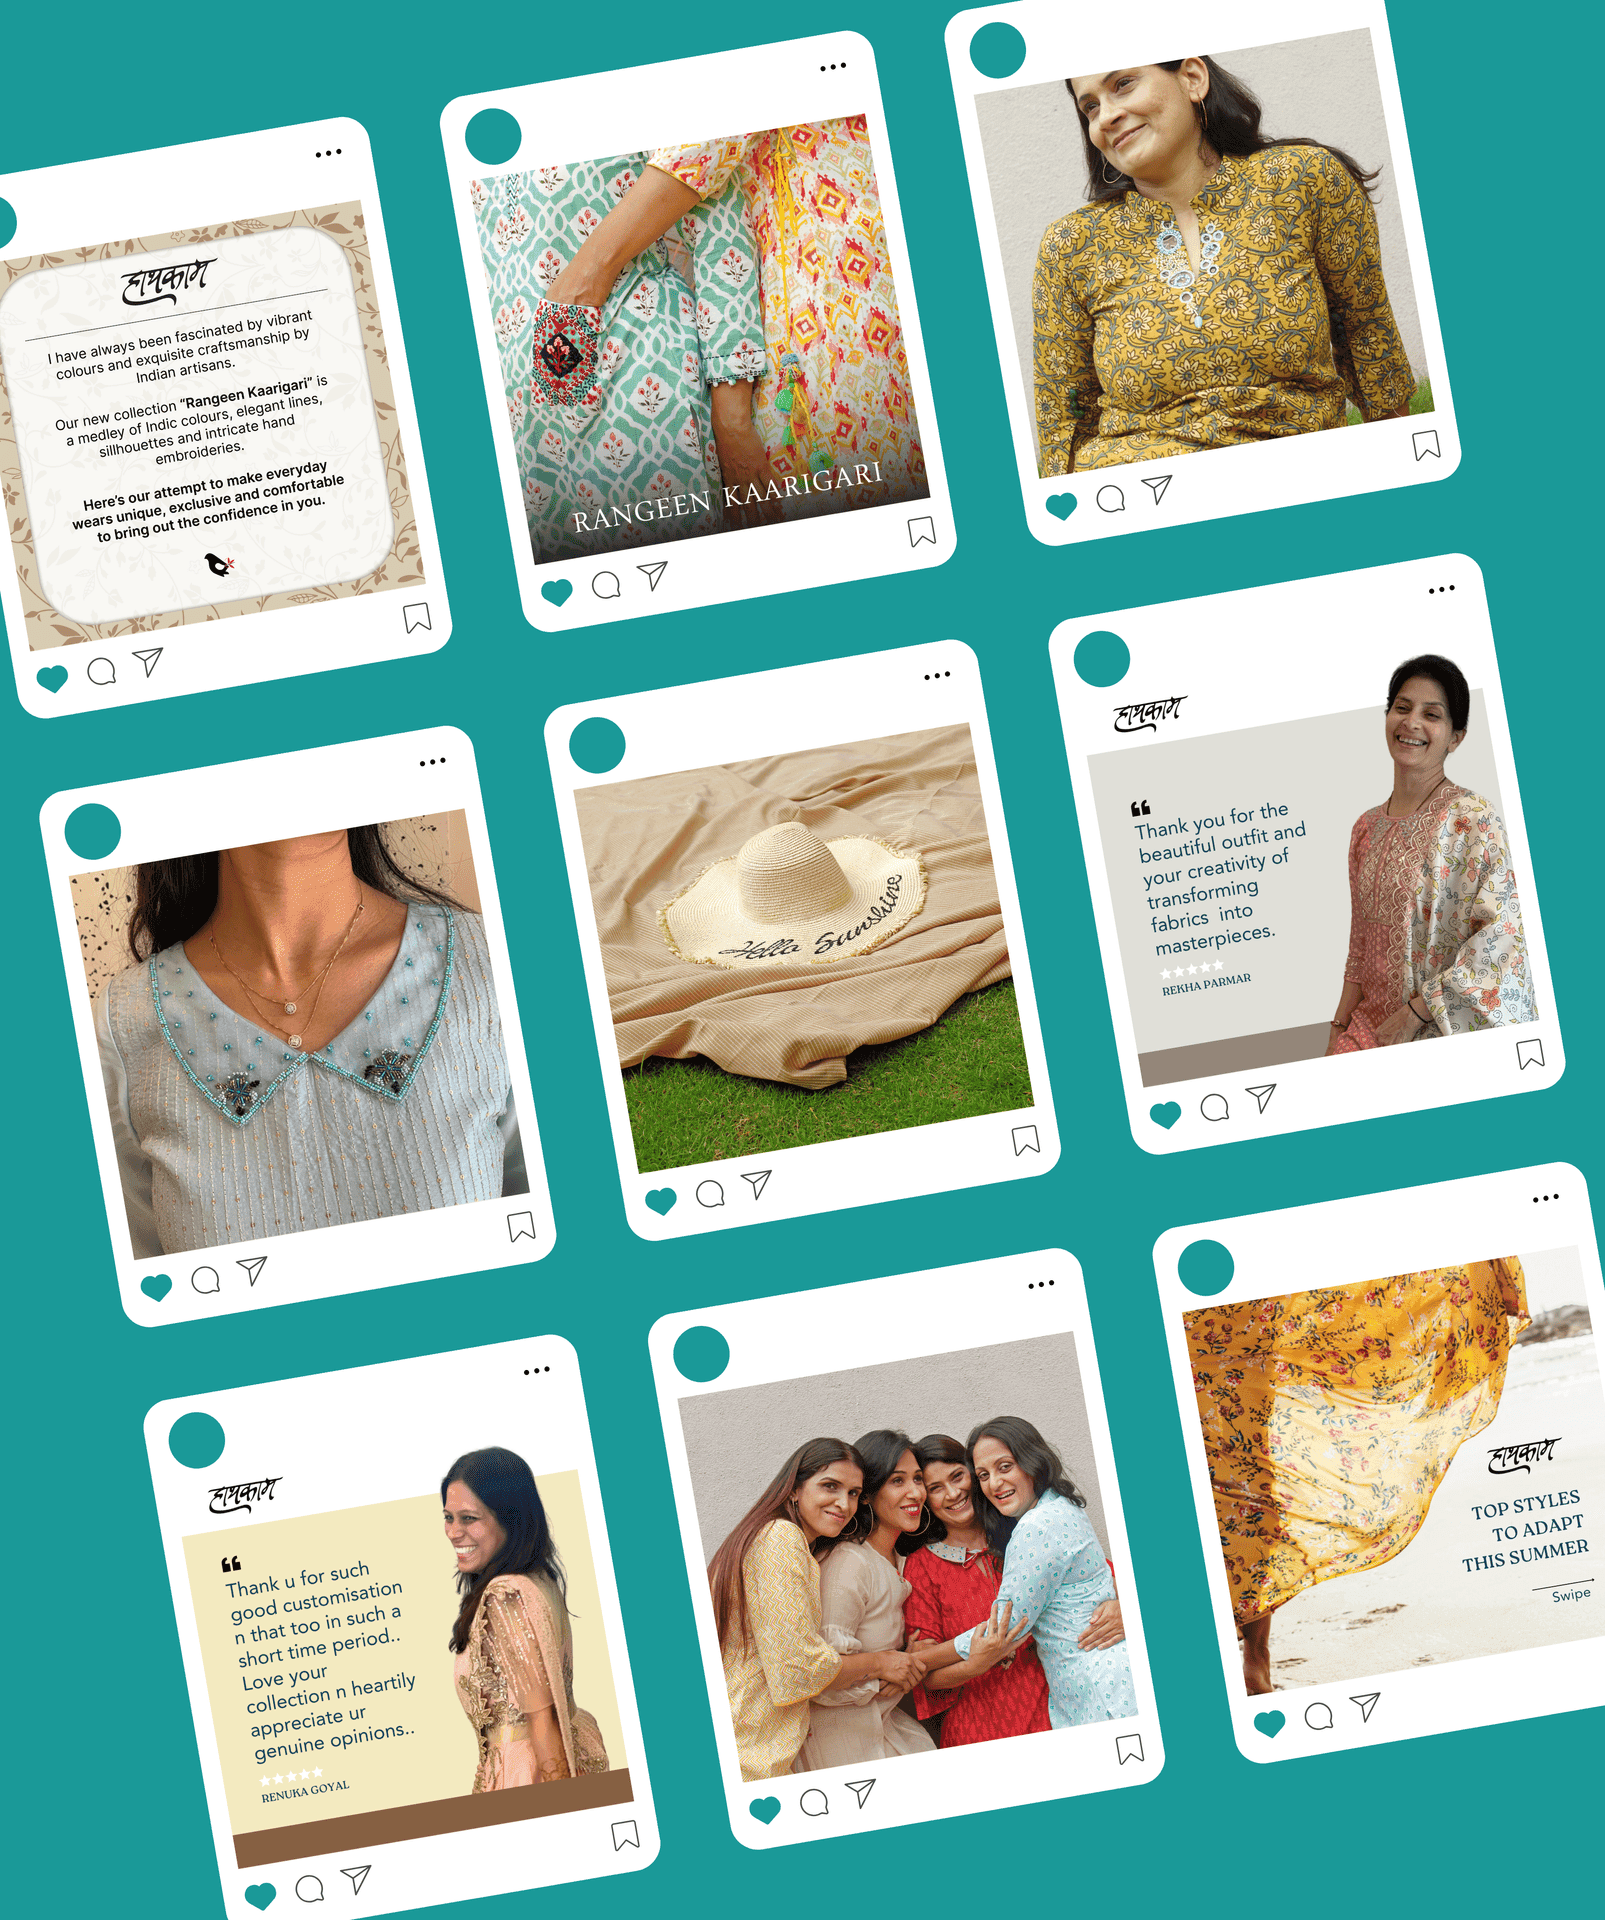 हाथकाम
I have always been fascinated by vibrant
colours and exquisite craftsmanship by
Indian artisans.
Our new collection “Rangeen Kaarigari” is
a medley of Indic colours, elegant lines,
sillhouettes and intricate hand
embroideries.
Here's our attempt to make everyday
wears unique, exclusive and comfortable
to bring out the confidence in you.
RANGEEN KAARIGARI
Hello Sunshine
हाथकाम
“
Thank you for the
beautiful outfit and
your creativity of
transforming
fabrics into
masterpieces.
REKHA PARMAR
हाथकाम
“
Thank u for such
good customisation
n that too in such a
short time period..
Love your
collection n heartily
appreciate ur
genuine opinions..
RENUKA GOYAL
हाथकाम
TOP STYLES
TO ADAPT
THIS SUMMER
Swipe